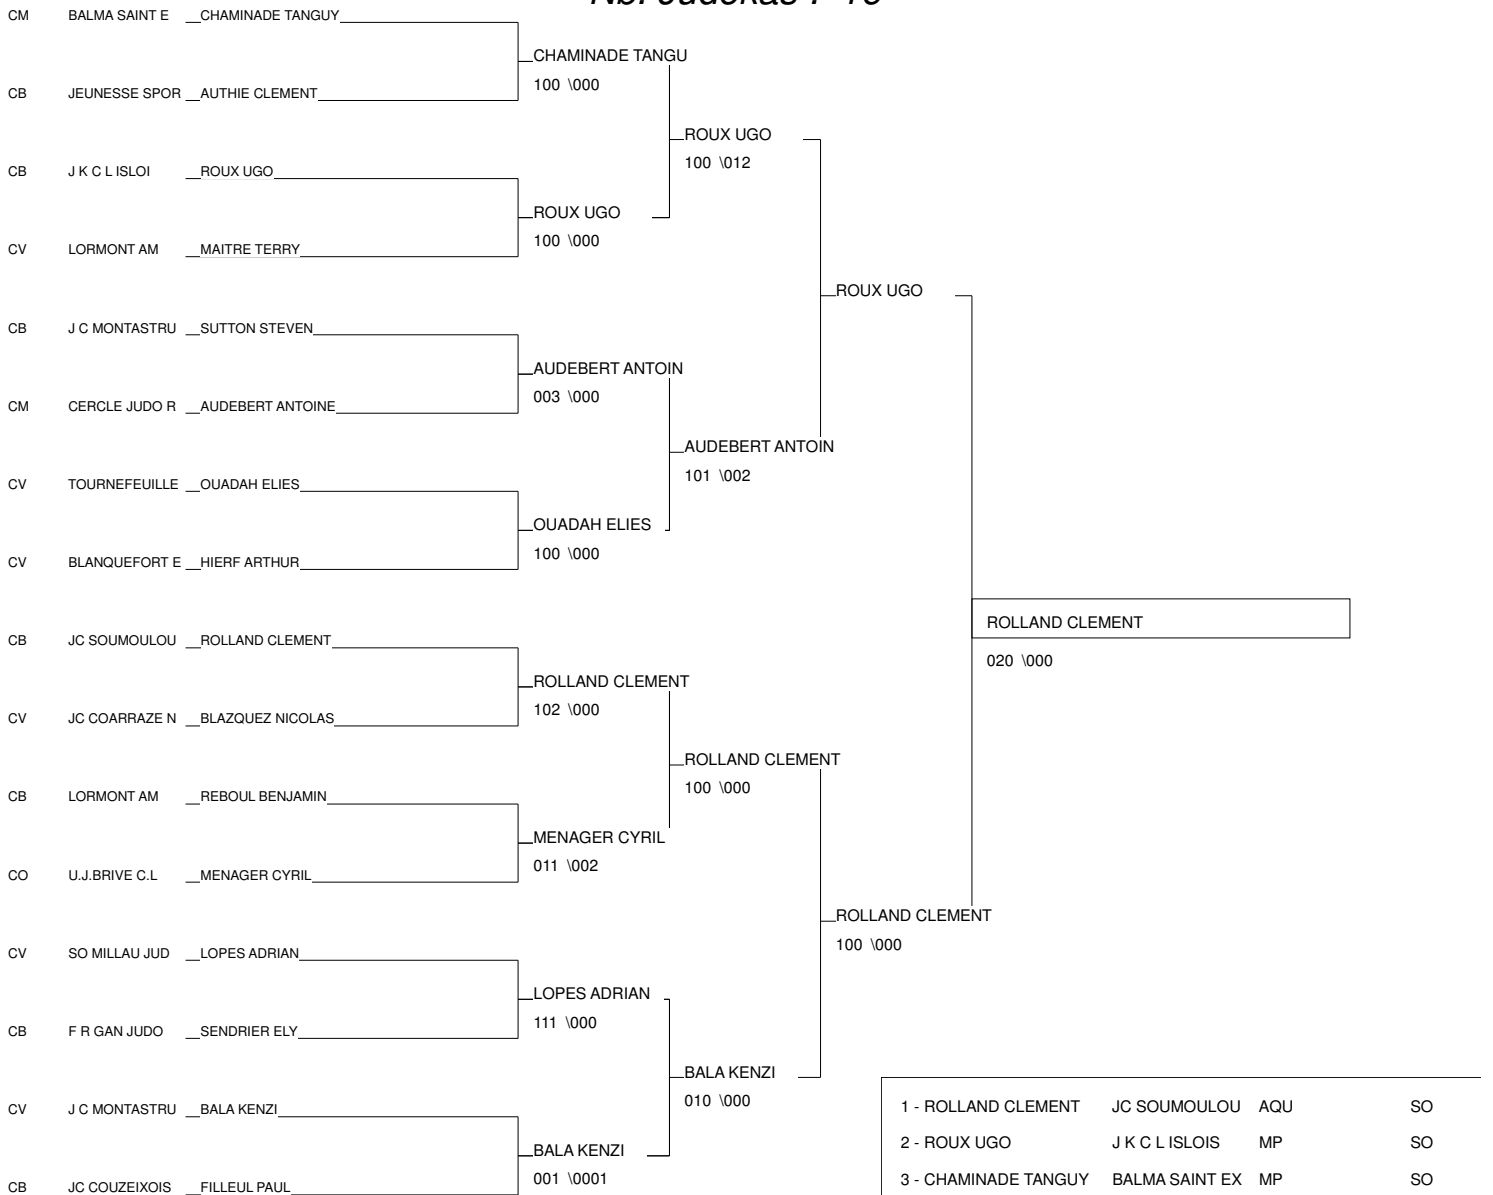 Nb. Judokas : 16
CM BALMA SAINT E CHAMINADE TANGUY
CHAMINADE TANGU
100 \000
CB JEUNESSE SPOR AUTHIE CLEMENT
ROUX UGO
100 \012
CB J K C L ISLOI ROUX UGO
ROUX UGO
100 \000
CV LORMONT AM MAITRE TERRY
ROUX UGO
CB J C MONTASTRU SUTTON STEVEN
AUDEBERT ANTOIN
003 \000
CM CERCLE JUDO R AUDEBERT ANTOINE
AUDEBERT ANTOIN
101 \002
CV TOURNEFEUILLE OUADAH ELIES
OUADAH ELIES
100 \000
CV BLANQUEFORT E HIERF ARTHUR
ROLLAND CLEMENT
020 \000
CB JC SOUMOULOU ROLLAND CLEMENT
ROLLAND CLEMENT
102 \000
CV JC COARRAZE N BLAZQUEZ NICOLAS
ROLLAND CLEMENT
100 \000
CB LORMONT AM REBOUL BENJAMIN
MENAGER CYRIL
011 \002
CO U.J.BRIVE C.L MENAGER CYRIL
ROLLAND CLEMENT
100 \000
CV SO MILLAU JUD LOPES ADRIAN
LOPES ADRIAN
111 \000
CB F R GAN JUDO SENDRIER ELY
BALA KENZI
010 \000
CV J C MONTASTRU BALA KENZI
BALA KENZI
001 \0001
CB JC COUZEIXOIS FILLEUL PAUL
1 - ROLLAND CLEMENT JC SOUMOULOU AQU SO
2 - ROUX UGO J K C L ISLOIS MP SO
3 - CHAMINADE TANGUY BALMA SAINT EX MP SO